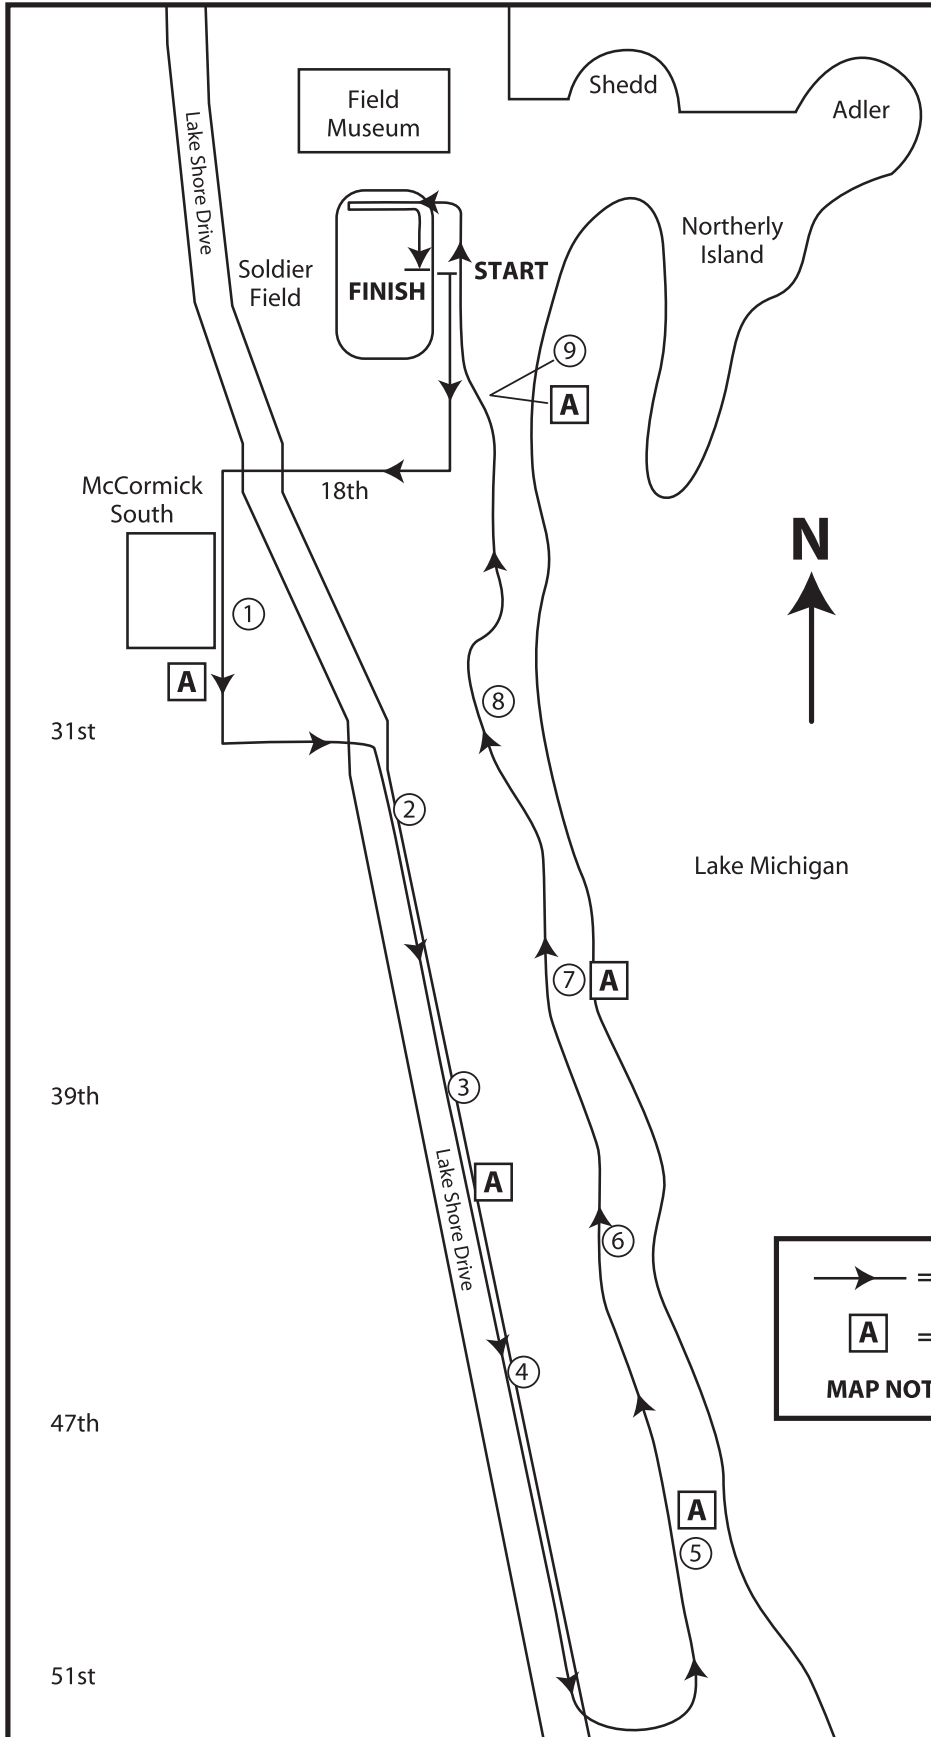 Shedd
Adler
Field
Museum
Lake Shore Drive
Northerly
Island
Soldier
Field
START
FINISH
9
A
18th
McCormick
South
N
1
A
8
31st
2
Lake Michigan
7
A
3
39th
A
Lake Shore Drive
6
=
A =
4
MAP NOT
47th
A
5
51st